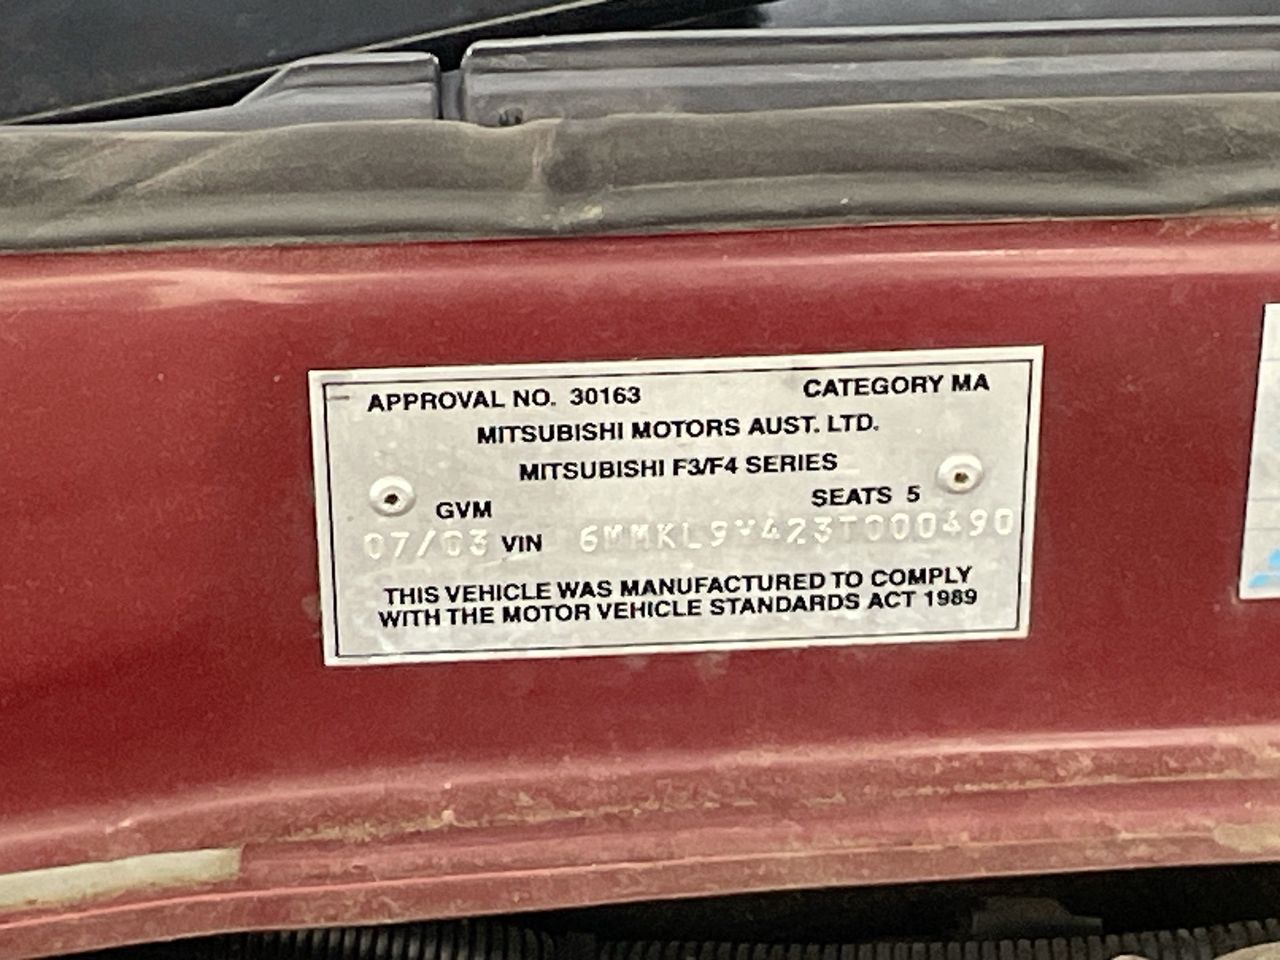 APPROVAL NO. 30163 CATEGORY MA
MITSUBISHI MOTORS AUST. LTD.
MITSUBISHI F3/F4 SERIES
GVM SEATS 5
07/03 VIN 6MMKL9V423T000490
THIS VEHICLE WAS MANUFACTURED TO COMPLY
WITH THE MOTOR VEHICLE STANDARDS ACT 1989